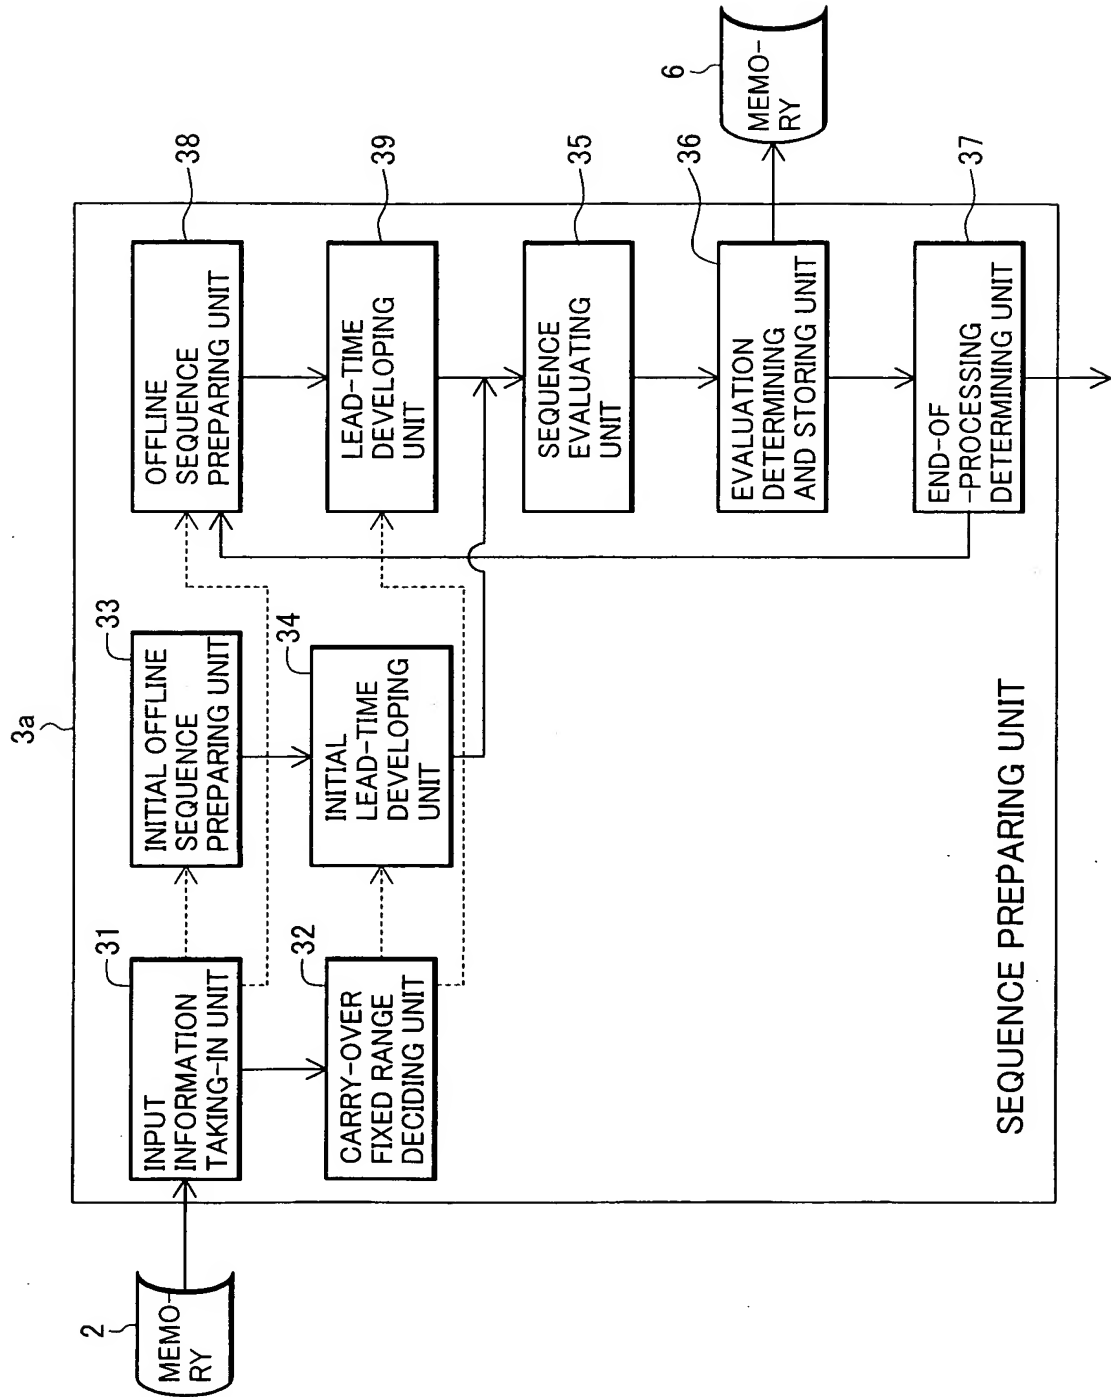 3a
2
MEMO-
RY
31
INPUT
INFORMATION
TAKING-IN UNIT
32
CARRY-OVER
FIXED RANGE
DECIDING UNIT
33
INITIAL OFFLINE
SEQUENCE
PREPARING UNIT
34
INITIAL
LEAD-TIME
DEVELOPING
UNIT
38
OFFLINE
SEQUENCE
PREPARING UNIT
39
LEAD-TIME
DEVELOPING
UNIT
35
SEQUENCE
EVALUATING
UNIT
36
EVALUATION
DETERMINING
AND STORING UNIT
6
MEMO-
RY
37
END-OF
-PROCESSING
DETERMINING UNIT
SEQUENCE PREPARING UNIT